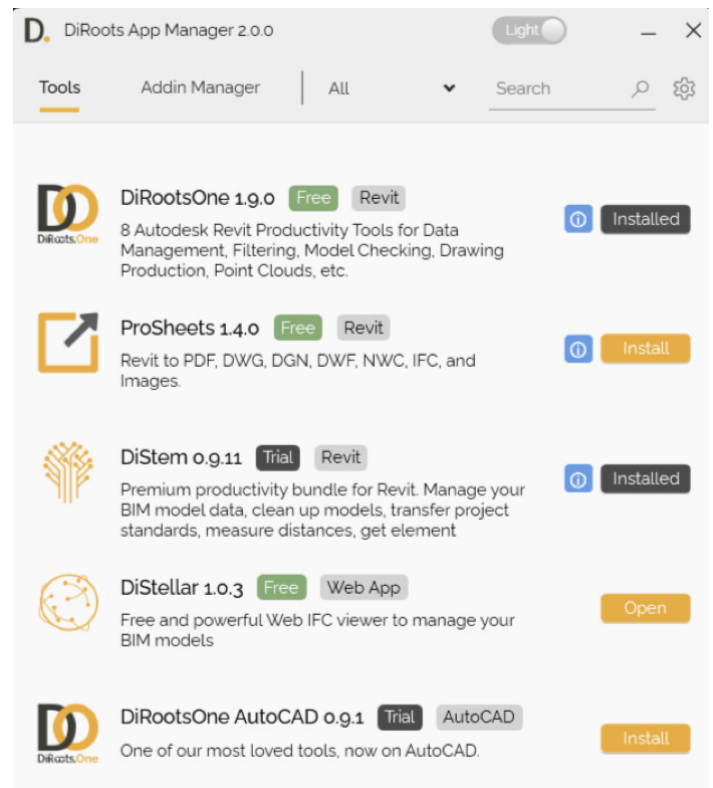 D. DiRoots App Manager 2.0.0 Light
Tools Addin Manager All Search
DiRootsOne 1.9.0 Free Revit
8 Autodesk Revit Productivity Tools for Data
Management, Filtering, Model Checking, Drawing
Production, Point Clouds, etc.
Installed
DiRoots.One
ProSheets 1.4.0 Free Revit
Revit to PDF, DWG, DGN, DWF, NWC, IFC, and
Images.
Install
DiStem 0.9.11 Trial Revit
Premium productivity bundle for Revit. Manage your
BIM model data, clean up models, transfer project
standards, measure distances, get element
Installed
DiStellar 1.0.3 Free Web App
Free and powerful Web IFC viewer to manage your
BIM models
Open
DiRootsOne AutoCAD 0.9.1 Trial AutoCAD
One of our most loved tools, now on AutoCAD.
Install
DiRoots.One